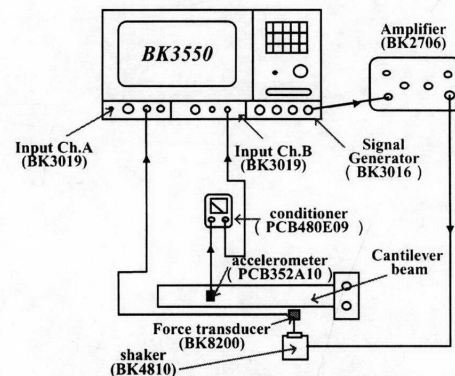 Amplifier
(BK2706)
BK3550
Input Ch.A
(BK3019)
Input Ch.B
(BK3019)
Signal
Generator
( BK3016 )
conditioner
( PCB480E09 )
accelerometer
( PCB352A10 )
Cantilever
beam
Force transducer
(BK8200)
shaker
(BK4810)